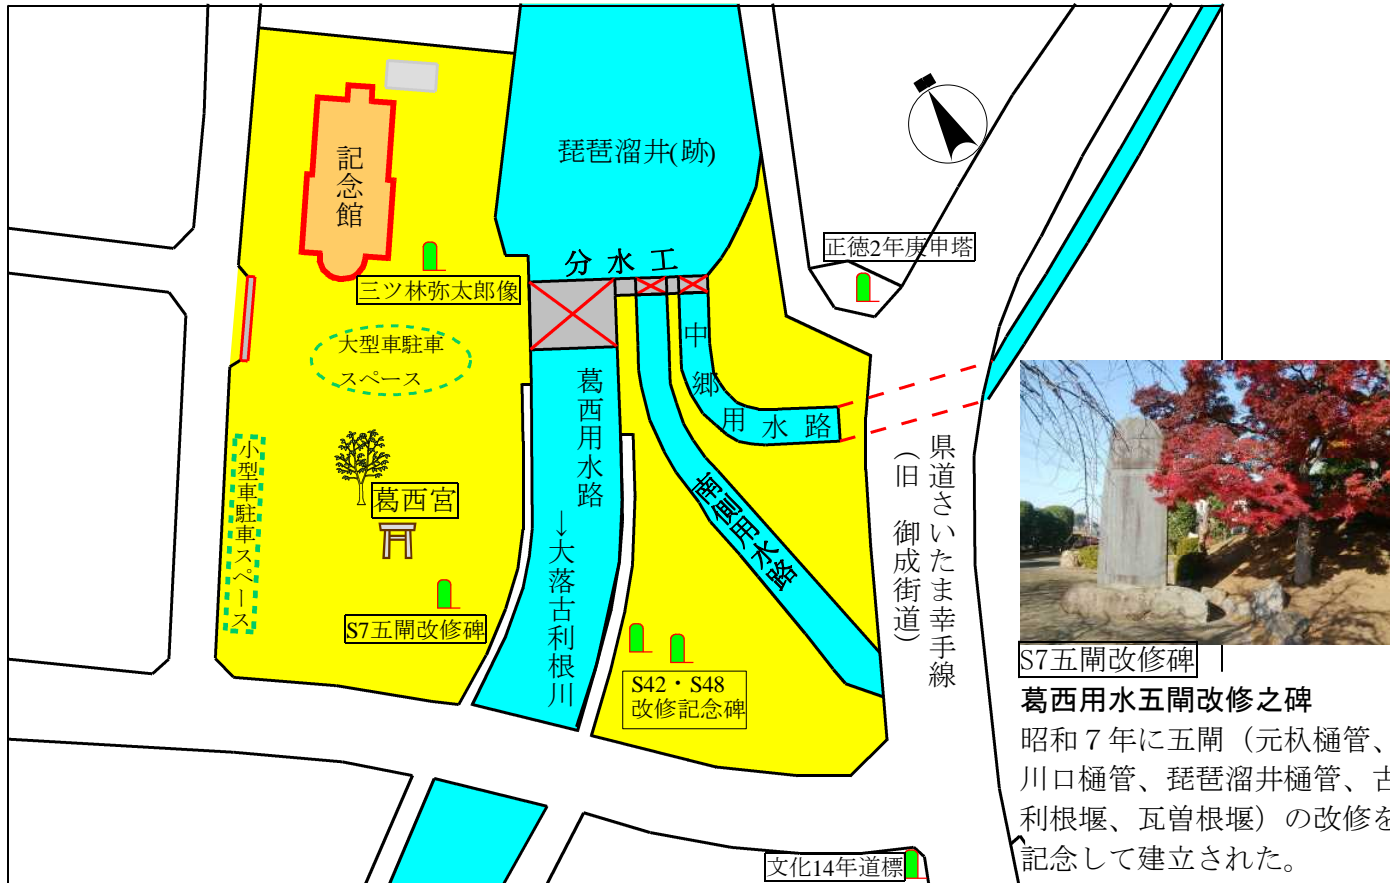 記念館
琵琶溜井(跡)
分水工
正徳2年庚申塔
三ツ林弥太郎像
大型車駐車
スペース
中郷用水路
葛西用水路
→大落古利根川
県道さいたま幸手線
(旧 御成街道)
小型車駐車スペース
葛西宮
南側用水路
S7五閘改修碑
S42・S48
改修記念碑
文化14年道標
S7五閘改修碑
葛西用水五閘改修之碑
昭和7年に五閘(元杁樋管、
川口樋管、琵琶溜井樋管、古
利根堰、瓦曽根堰)の改修を
記念して建立された。